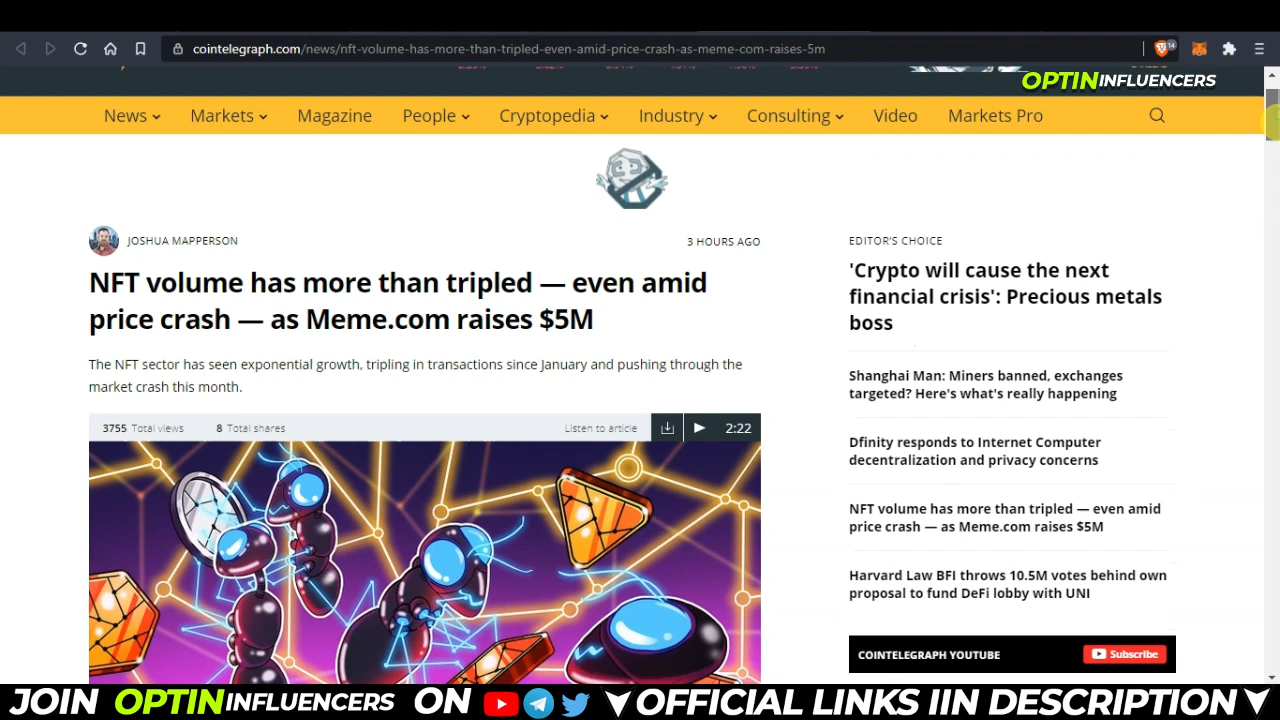 cointelegraph.com/news/nft-volume-has-more-than-tripled-even-amid-price-crash-as-meme-com-raises-5m
14
OPTIN INFLUENCERS
News
Markets
Magazine
People
Cryptopedia
Industry
Consulting
Video
Markets Pro
JOSHUA MAPPERSON
3 HOURS AGO
NFT volume has more than tripled — even amid
price crash — as Meme.com raises $5M
The NFT sector has seen exponential growth, tripling in transactions since January and pushing through the
market crash this month.
3755 Total views
8 Total shares
Listen to article
2:22
EDITOR'S CHOICE
'Crypto will cause the next
financial crisis': Precious metals
boss
Shanghai Man: Miners banned, exchanges
targeted? Here's what's really happening
Dfinity responds to Internet Computer
decentralization and privacy concerns
NFT volume has more than tripled — even amid
price crash — as Meme.com raises $5M
Harvard Law BFI throws 10.5M votes behind own
proposal to fund DeFi lobby with UNI
COINTELEGRAPH YOUTUBE
Subscribe
JOIN OPTIN INFLUENCERS ON OFFICIAL LINKS IIN DESCRIPTION